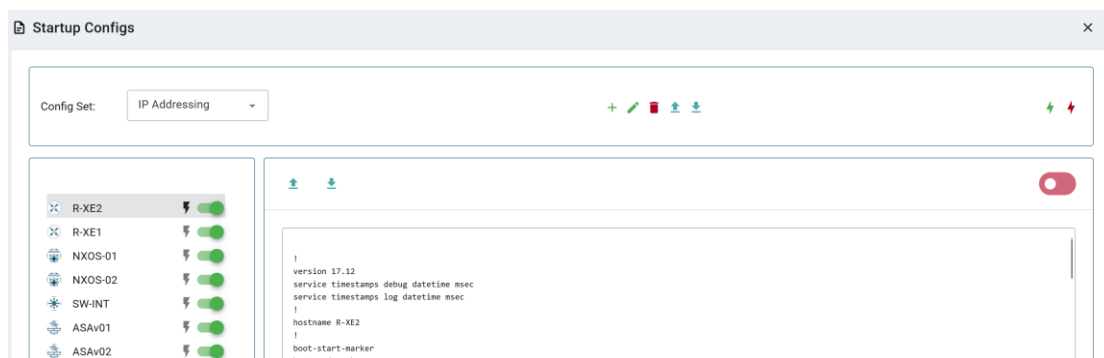 Startup Configs
Config Set:
IP Addressing
R-XE2
R-XE1
NXOS-01
NXOS-02
SW-INT
ASAv01
ASAv02
!
version 17.12
service timestamps debug datetime msec
service timestamps log datetime msec
!
hostname R-XE2
!
boot-start-marker